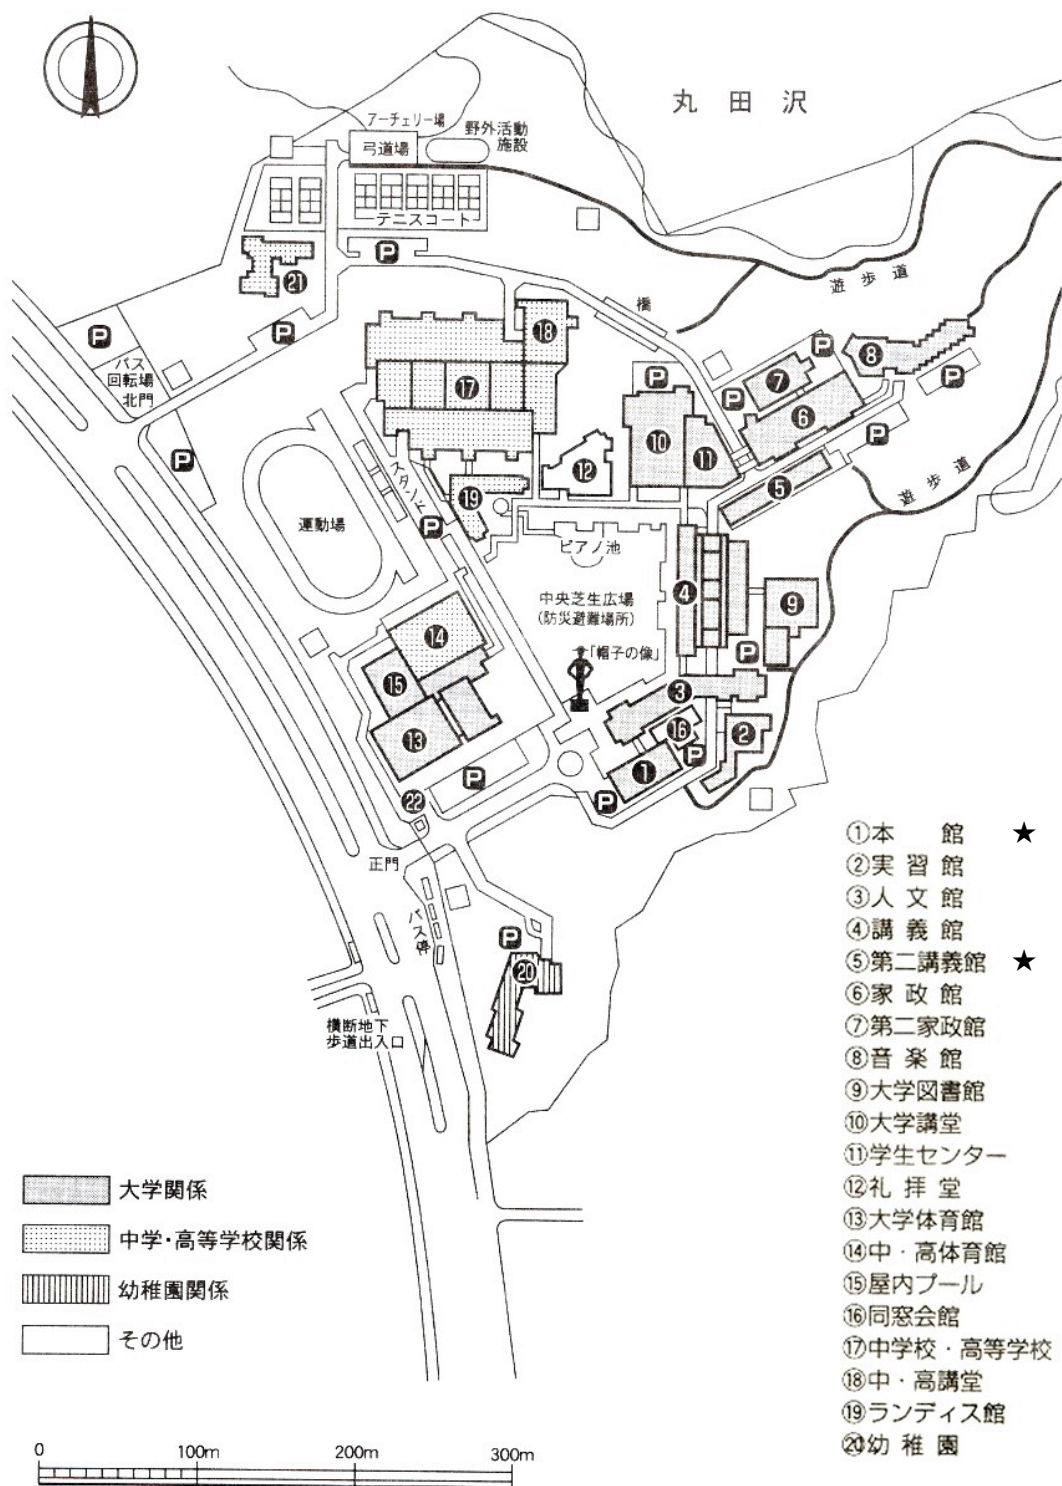 丸田沢
アーチェリー場
弓道場
野外活動
施設
テニスコート
P
21
遊歩道
橋
P
P
バス
回転場
北門
18
8
P
7
P
P
P
17
P
6
10
P
12
11
P
スタンド
19
5
遊歩道
運動場
P
ピアノ池
中央芝生広場
(防災避難場所)
4
9
「帽子の像」
14
P
15
3
16
2
13
P
1
P
P
22
正門
バス停
P
20
横断地下
歩道出入口
①本館 ★
②実習館
③人文館
④講義館
⑤第二講義館 ★
⑥家政館
⑦第二家政館
⑧音楽館
⑨大学図書館
⑩大学講堂
⑪学生センター
⑫礼拝堂
⑬大学体育館
⑭中・高体育館
⑮屋内プール
⑯同窓会館
⑰中学校・高等学校
⑱中・高講堂
⑲ランディス館
⑳幼稚園
大学関係
中学・高等学校関係
幼稚園関係
その他
0 100m 200m 300m